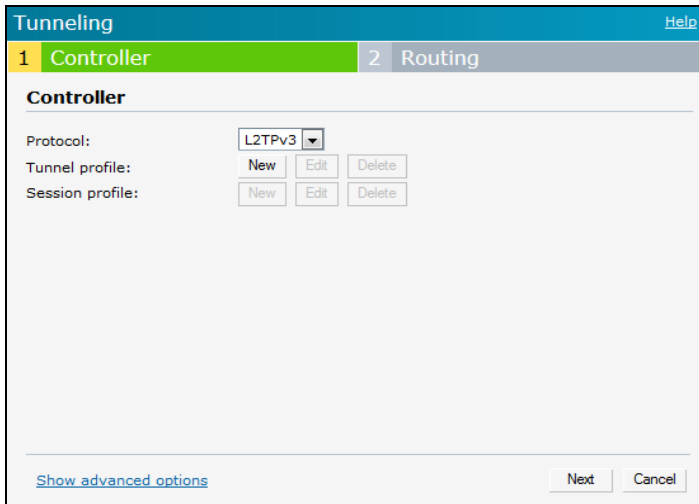 Tunneling Help
1 Controller 2 Routing
Controller
Protocol: L2TPv3
Tunnel profile: New Edit Delete
Session profile: New Edit Delete
Show advanced options Next Cancel